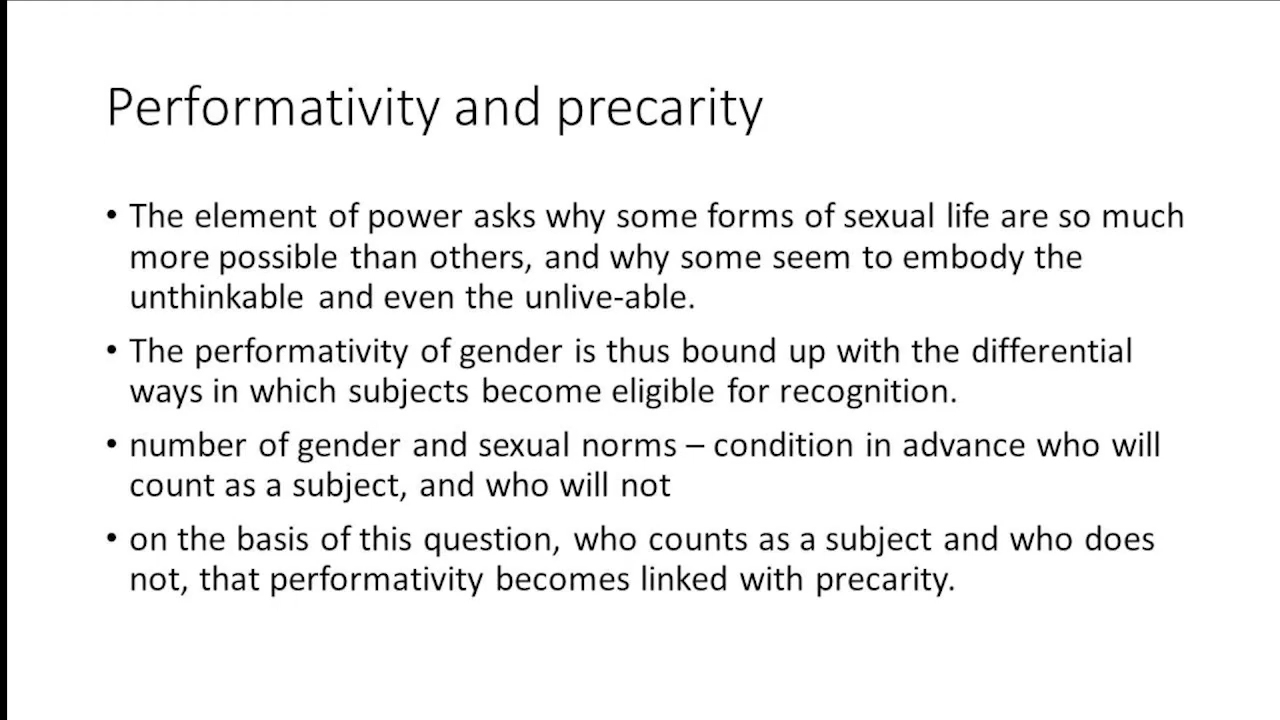 Performativity and precarity
• The element of power asks why some forms of sexual life are so much
more possible than others, and why some seem to embody the
unthinkable and even the unlive-able.
• The performativity of gender is thus bound up with the differential
ways in which subjects become eligible for recognition.
• number of gender and sexual norms – condition in advance who will
count as a subject, and who will not
• on the basis of this question, who counts as a subject and who does
not, that performativity becomes linked with precarity.